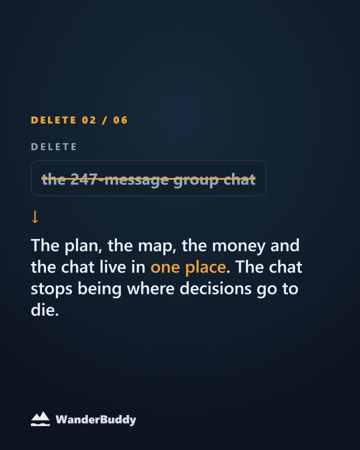 DELETE 02 / 06
DELETE
the 247-message group chat
↓
The plan, the map, the money and
the chat live in one place. The chat
stops being where decisions go to
die.
WanderBuddy